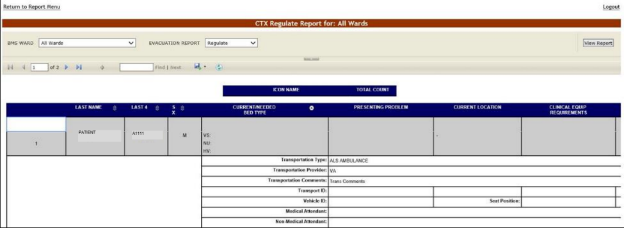 Return to Report Menu Logout
CTX Regulate Report for: All Wards
BMS WARD: All Wards EVACUATION REPORT Regulate View Report
1 of 2 Find | Next
ICON NAME TOTAL COUNT
LAST NAME LAST 4 S X CURRENT/NEEDED BED TYPE PRESENTING PROBLEM CURRENT LOCATION CLINICAL EQUIP REQUIREMENTS
1 PATIENT A1111 M VS:
NU
Transportation Type: ALS AMBULANCE
Transportation Provider: VA
Transportation Comments: Trans Comments
Transport ID:
Vehicle ID: Seat Position:
Medical Attendant:
Non-Medical Attendant: